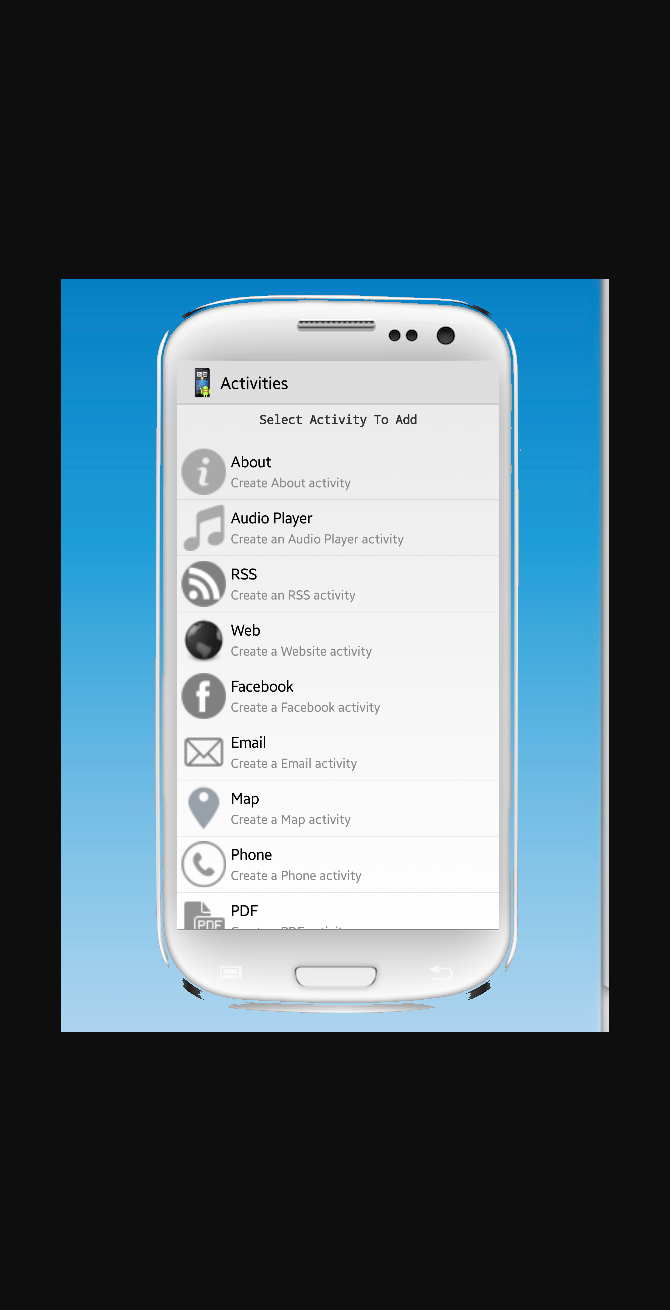 Activities
Select Activity To Add
About
Create About activity
Audio Player
Create an Audio Player activity
RSS
Create an RSS activity
Web
Create a Website activity
Facebook
Create a Facebook activity
Email
Create a Email activity
Map
Create a Map activity
Phone
Create a Phone activity
PDF
PDF